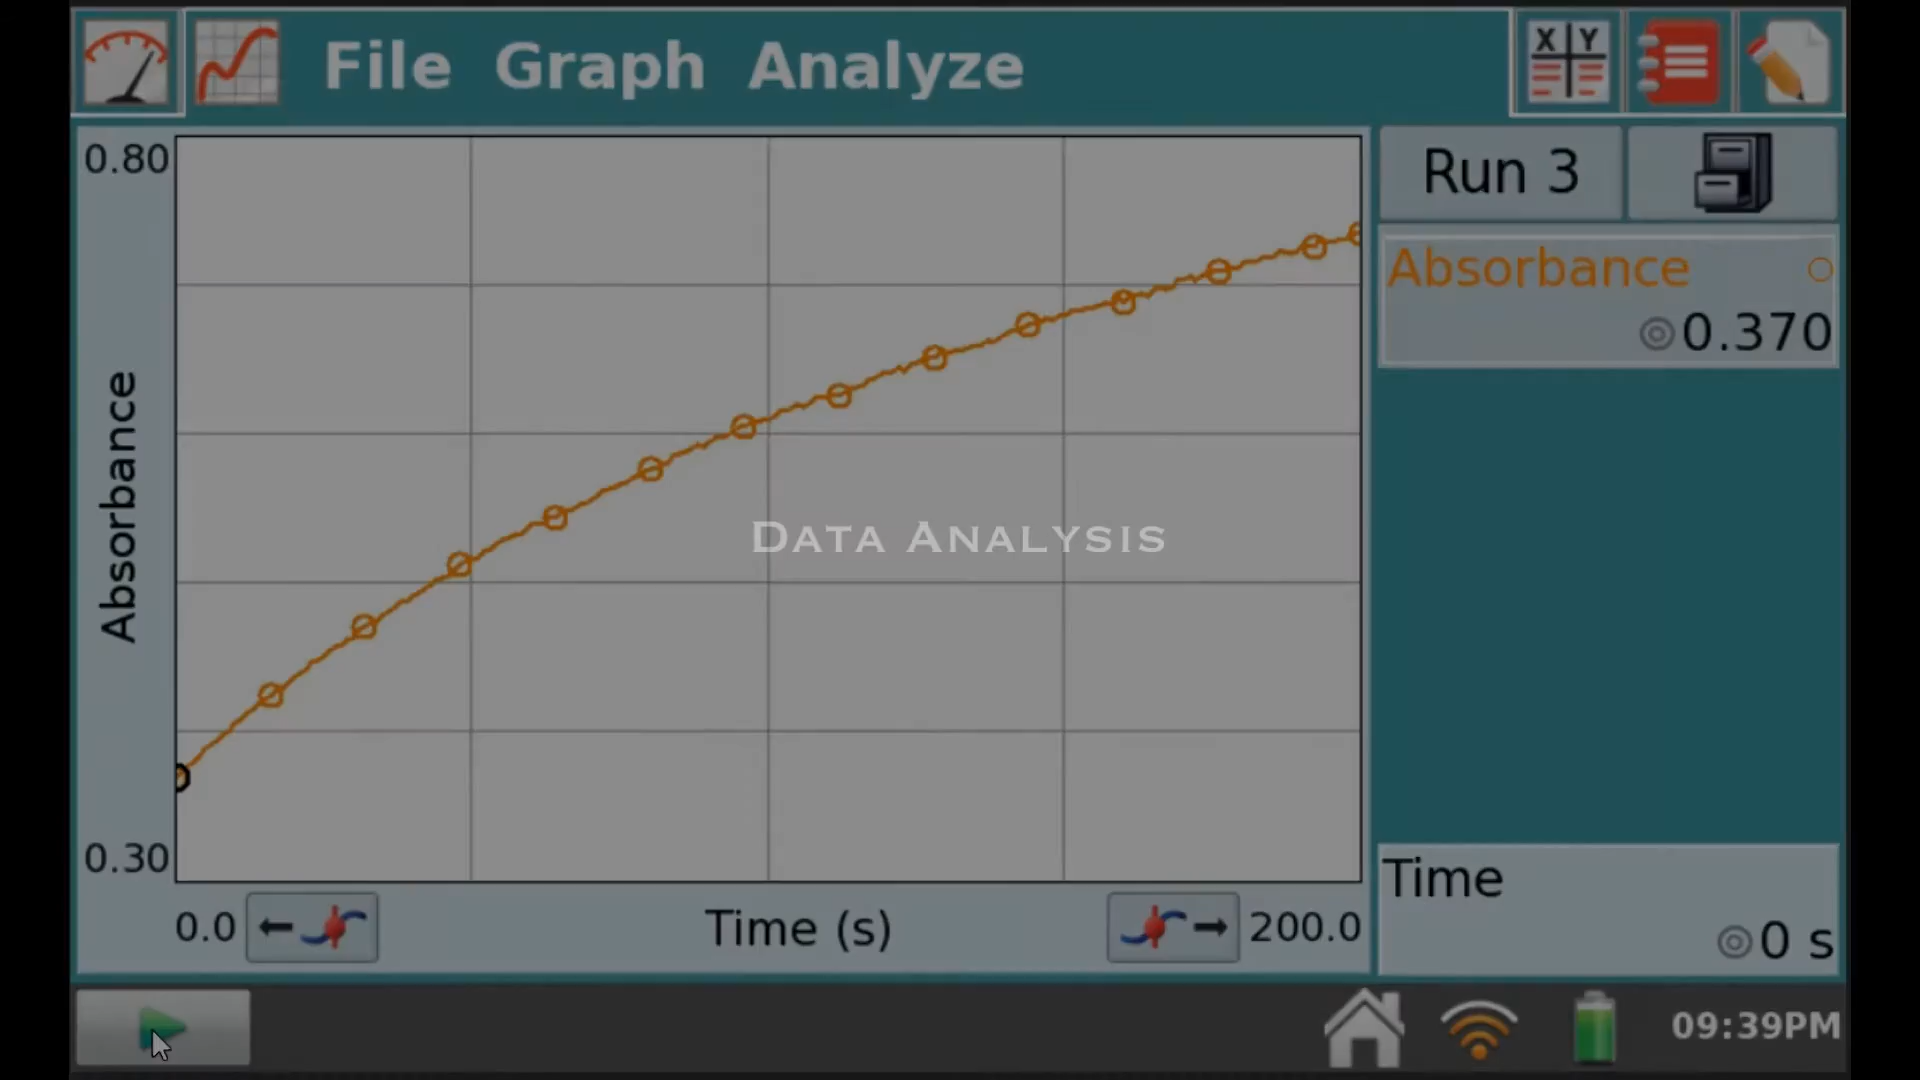 File Graph Analyze
X Y
0.80
Run 3
Absorbance
0.370
Absorbance
Data Analysis
0.30
0.0
Time (s)
200.0
Time
0 s
09:39PM